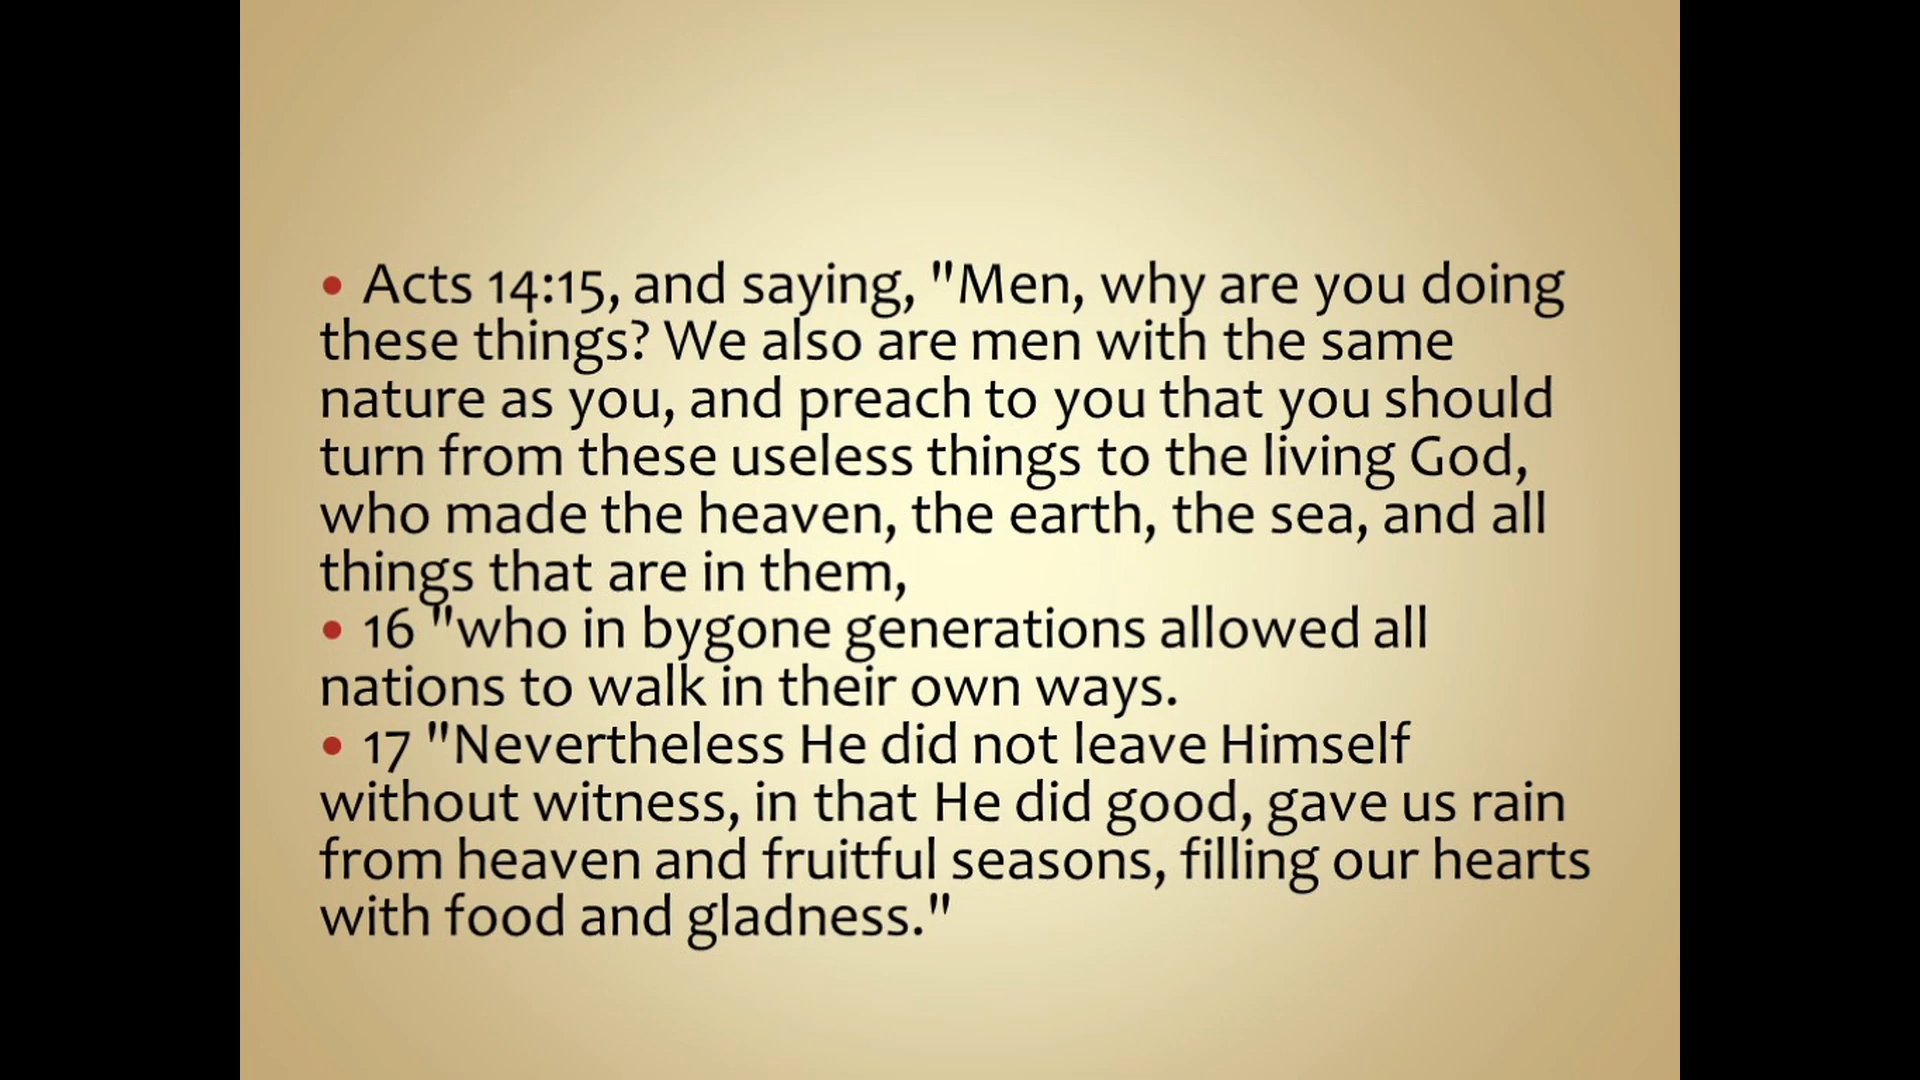 • Acts 14:15, and saying, "Men, why are you doing
these things? We also are men with the same
nature as you, and preach to you that you should
turn from these useless things to the living God,
who made the heaven, the earth, the sea, and all
things that are in them,
• 16 "who in bygone generations allowed all
nations to walk in their own ways.
• 17 "Nevertheless He did not leave Himself
without witness, in that He did good, gave us rain
from heaven and fruitful seasons, filling our hearts
with food and gladness."